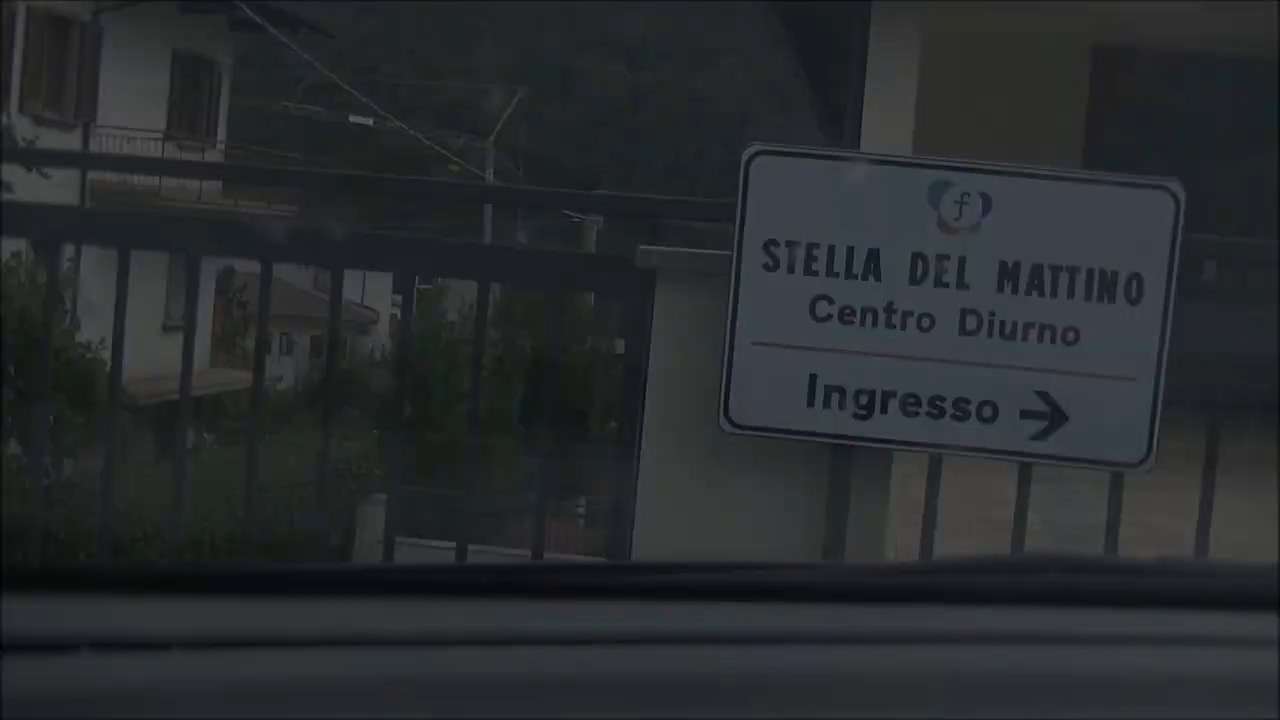 f
STELLA DEL MATTINO
Centro Diurno
Ingresso →